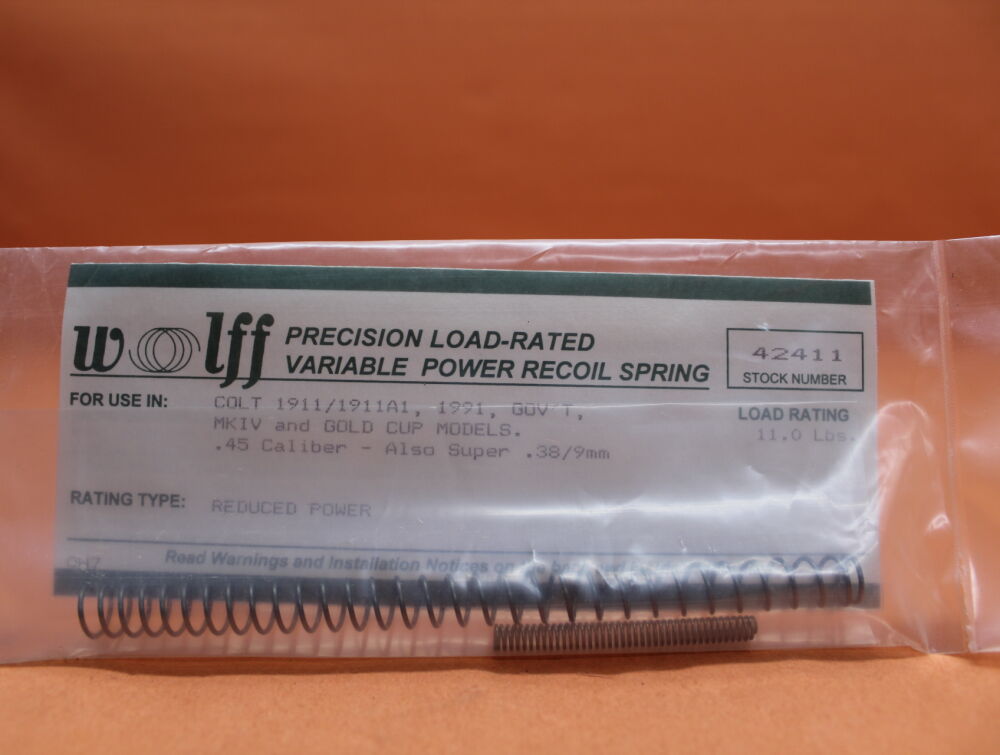 wolff
PRECISION LOAD-RATED
VARIABLE POWER RECOIL SPRING
42411
STOCK NUMBER
FOR USE IN:
COLT 1911/1911A1, 1991, GOV'T,
MKIV and GOLD CUP MODELS.
.45 Caliber - Also Super .38/9mm
LOAD RATING
11.0 Lbs.
RATING TYPE:
REDUCED POWER
Read Warnings and Installation Notices on